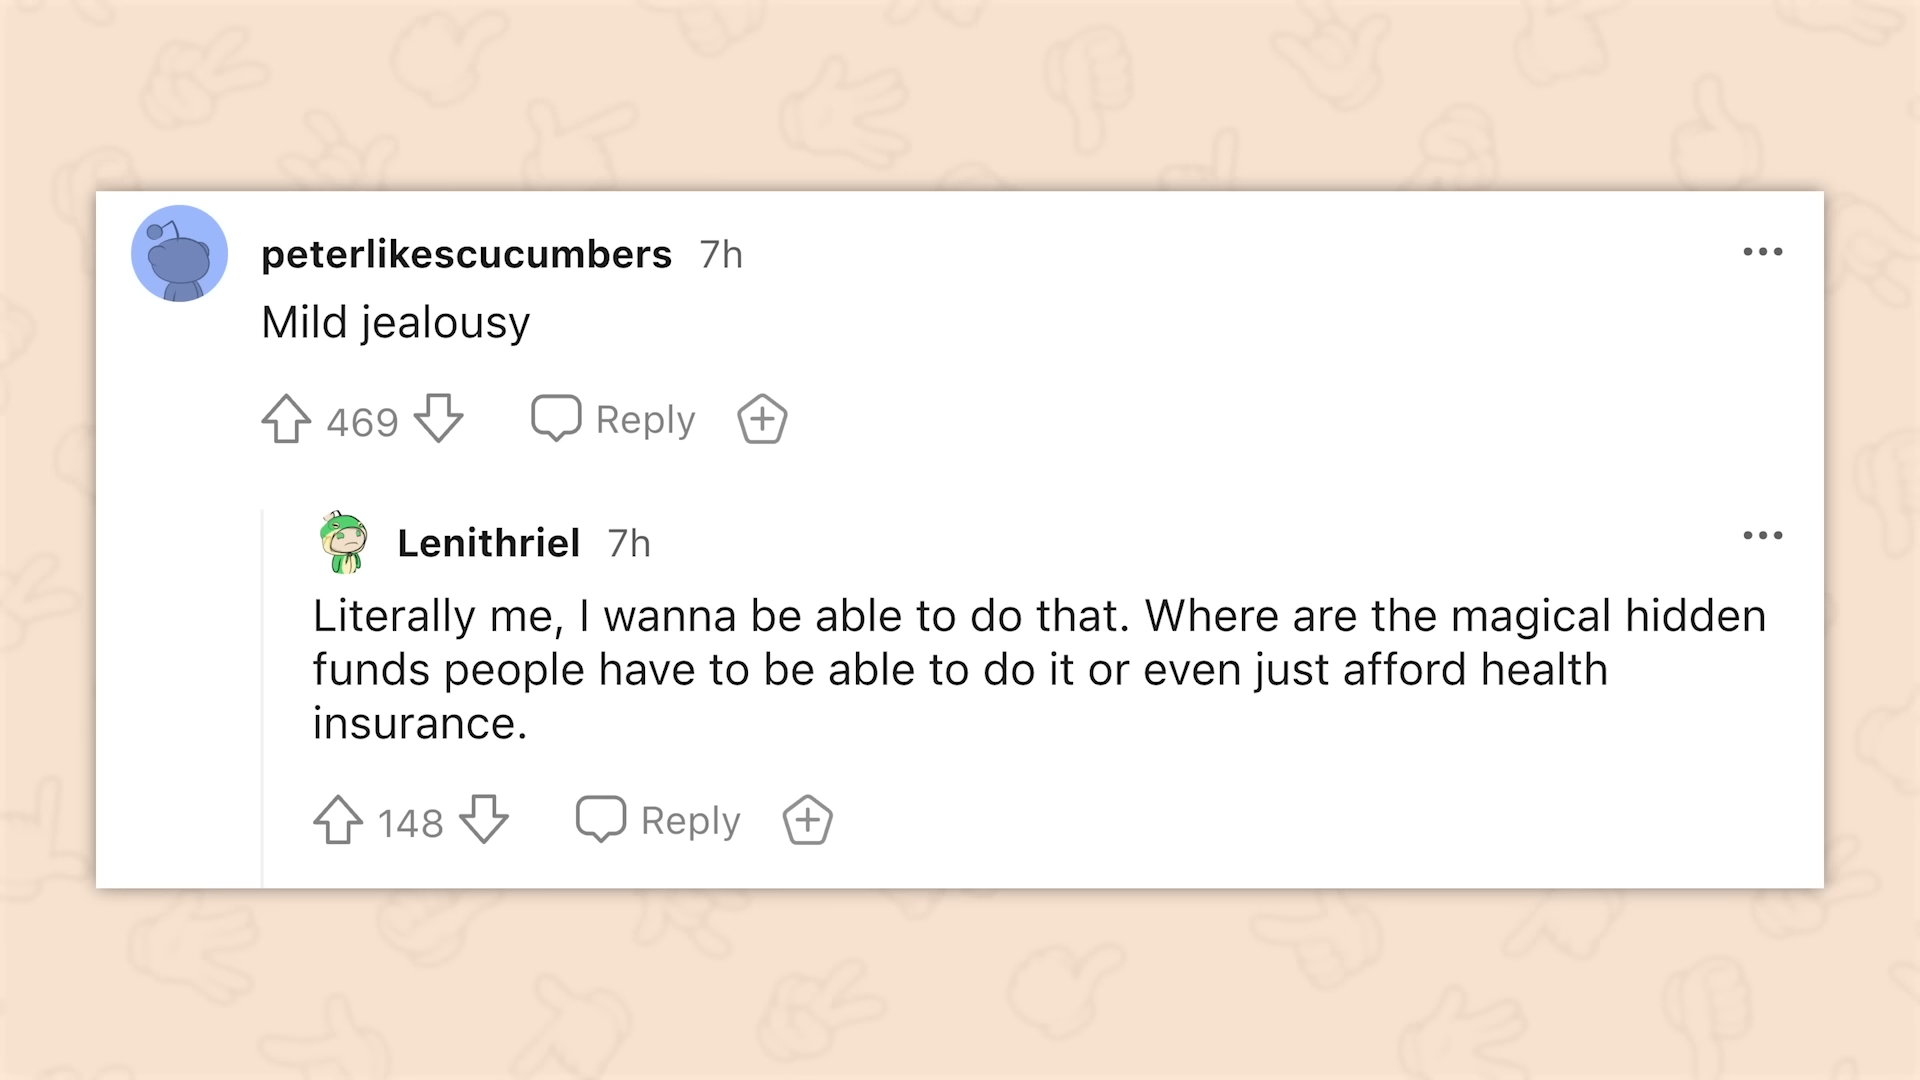 peterlikescucumbers 7h
Mild jealousy
469 Reply
Lenithriel 7h
Literally me, I wanna be able to do that. Where are the magical hidden
funds people have to be able to do it or even just afford health
insurance.
148 Reply